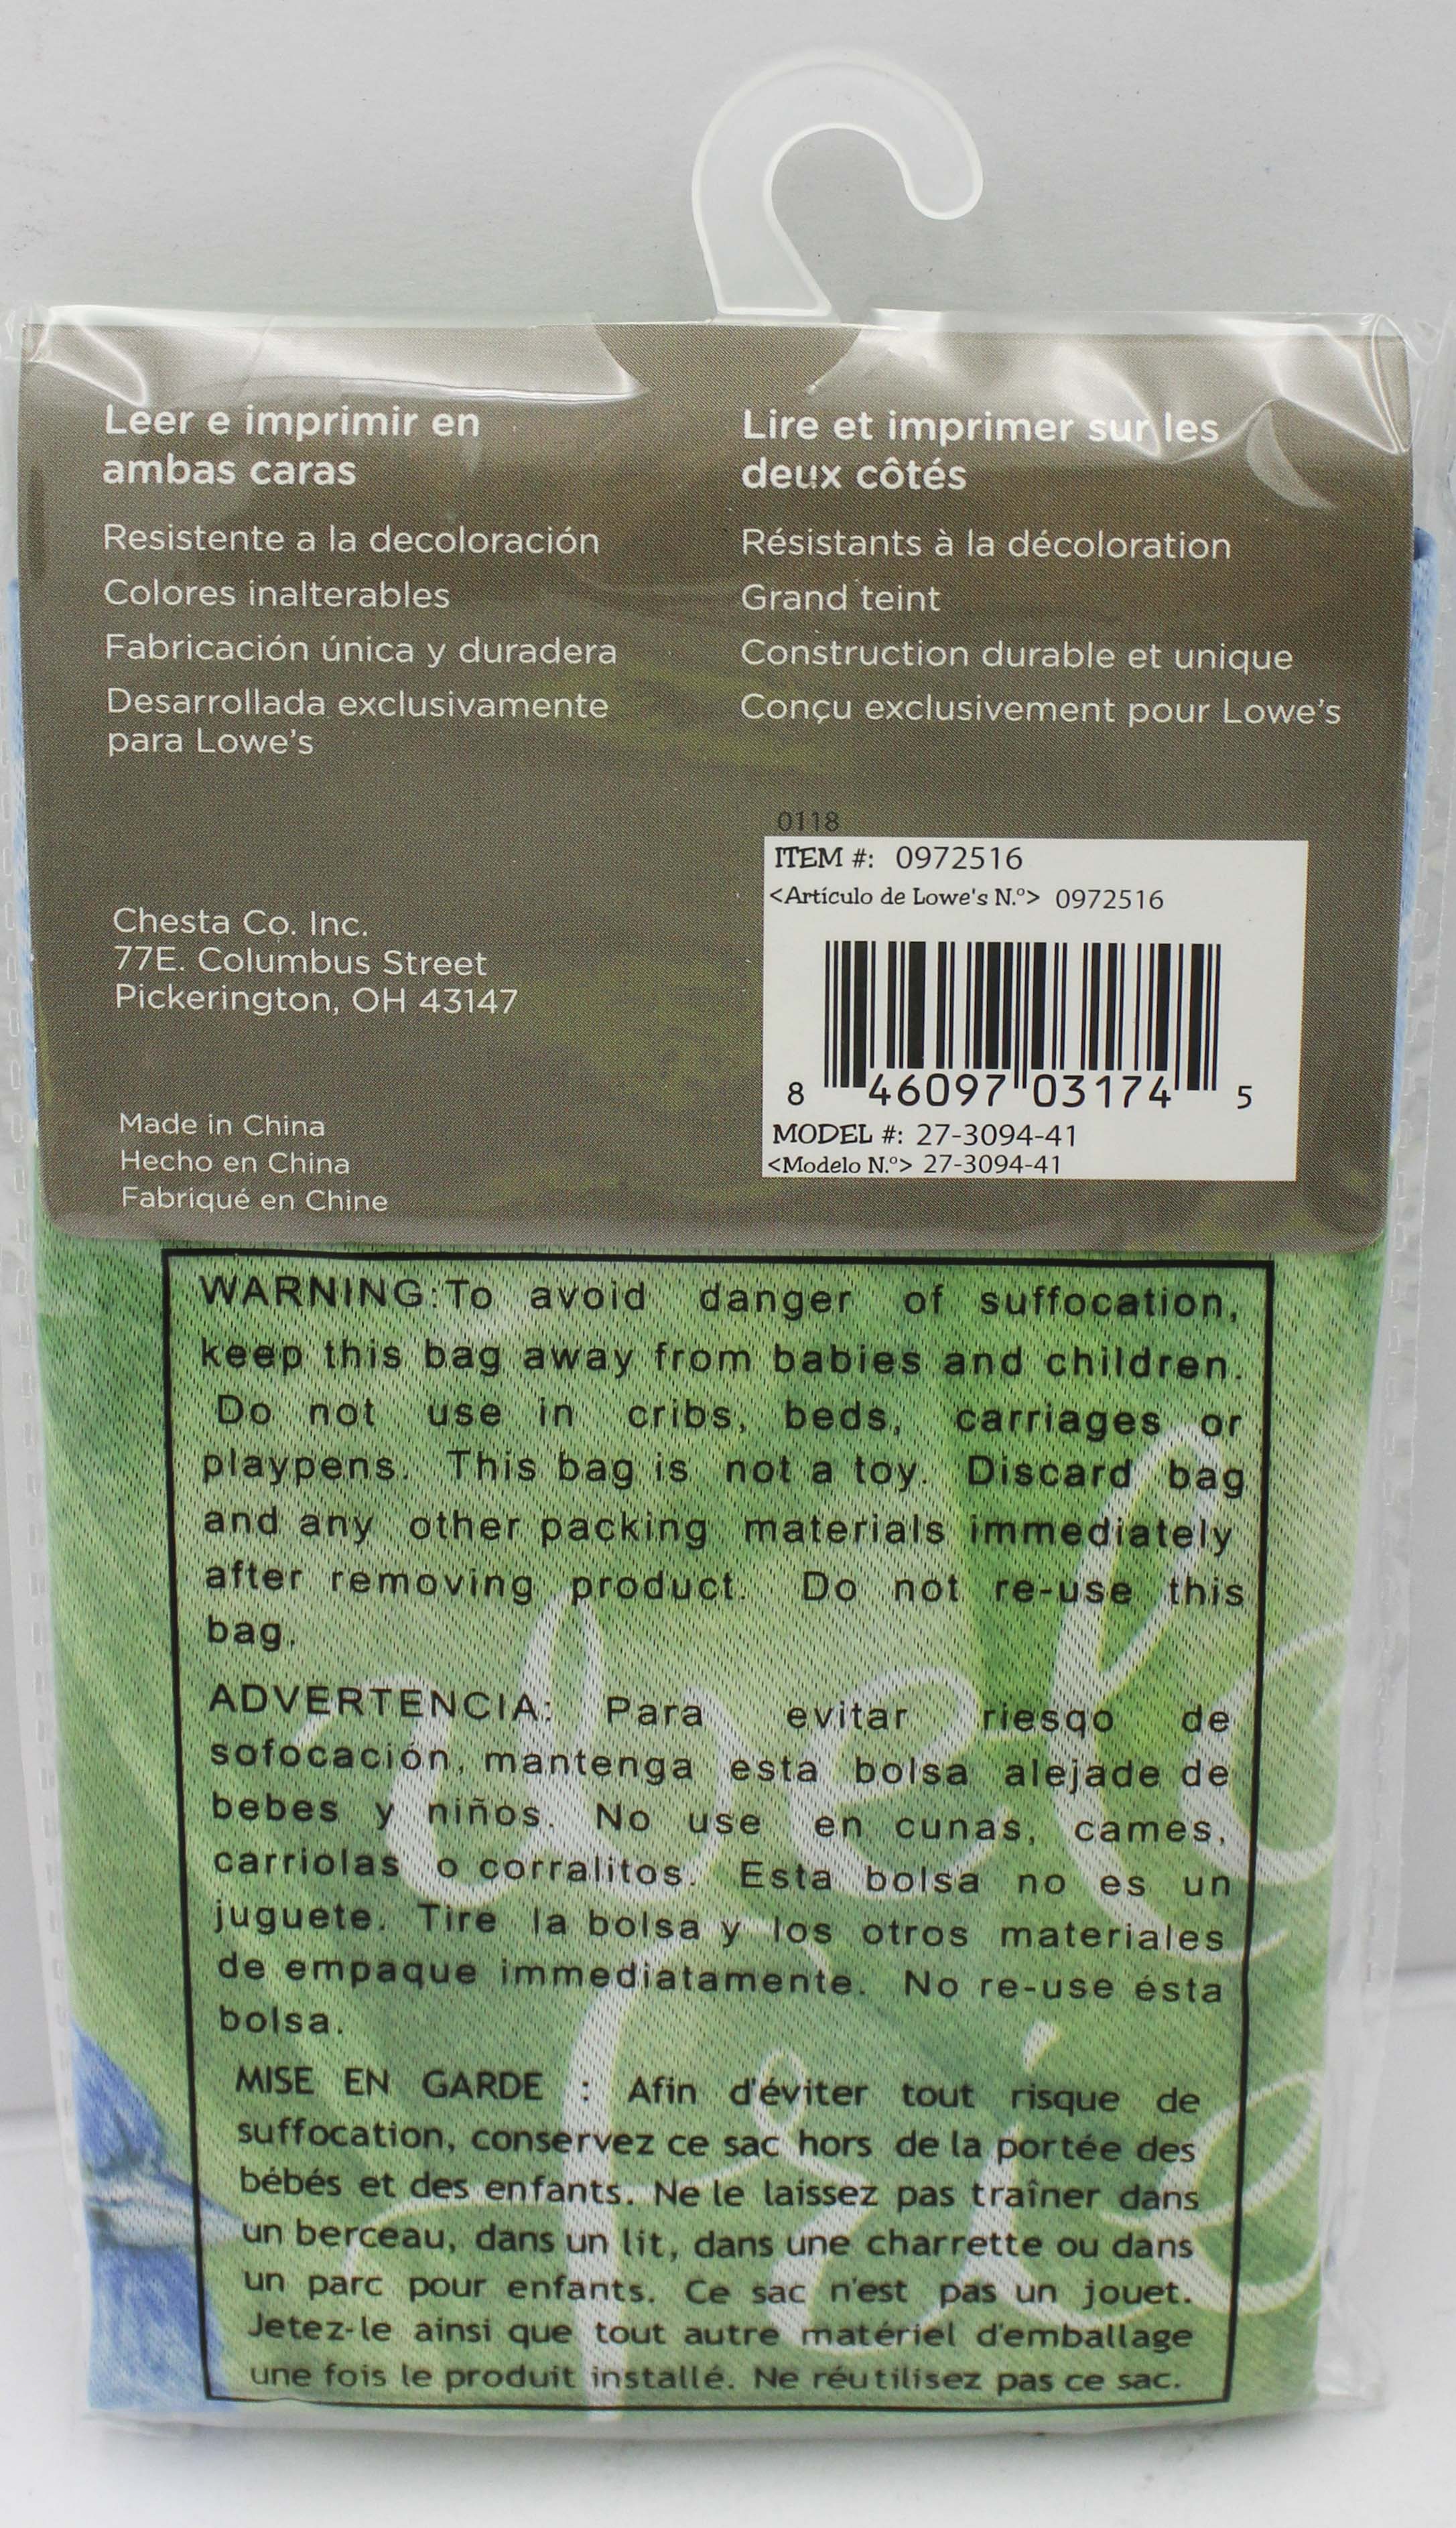 Leer e imprimir en
ambas caras
Resistente a la decoloración
Colores inalterables
Fabricación única y duradera
Desarrollada exclusivamente
para Lowe's
Lire et imprimer sur les
deux côtés
Résistants à la décoloration
Grand teint
Construction durable et unique
Conçu exclusivement pour Lowe's
Chesta Co. Inc.
77E. Columbus Street
Pickerington, OH 43147
Made in China
Hecho en China
Fabriqué en Chine
0118
ITEM #: 0972516
<Artículo de Lowe's N.º> 0972516
8 46097 03174 5
MODEL #: 27-3094-41
<Modelo N.º> 27-3094-41
WARNING:To avoid danger of suffocation,
keep this bag away from babies and children.
Do not use in cribs, beds, carriages or
playpens. This bag is not a toy. Discard bag
and any other packing materials immediately
after removing product. Do not re-use this
bag.
ADVERTENCIA: Para evitar riesqo de
sofocación, mantenga esta bolsa alejade de
bebes y niños. No use en cunas, cames,
carriolas o corralitos. Esta bolsa no es un
juguete. Tire la bolsa y los otros materiales
de empaque immediatamente. No re-use ésta
bolsa.
MISE EN GARDE : Afin d'éviter tout risque de
suffocation, conservez ce sac hors de la portée des
bébés et des enfants. Ne le laissez pas traîner dans
un berceau, dans un lit, dans une charrette ou dans
un parc pour enfants. Ce sac n'est pas un jouet.
Jetez-le ainsi que tout autre matériel d'emballage
une fois le produit installé. Ne réutilisez pas ce sac.